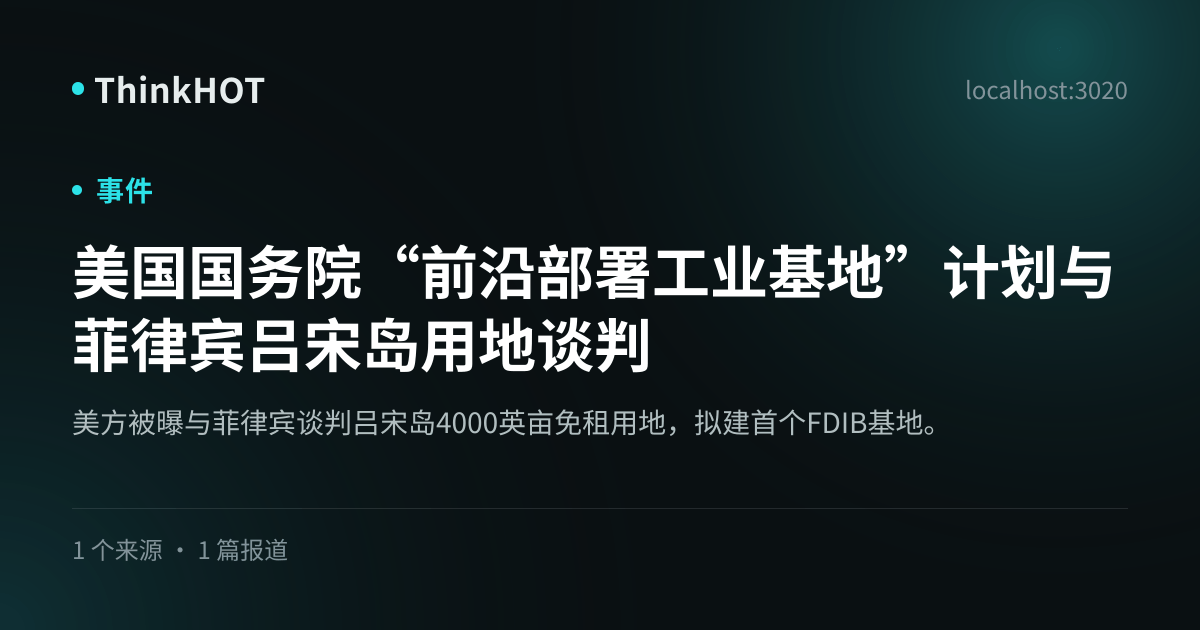 ThinkHOT
localhost:3020
事件
美国国务院“前沿部署工业基地”计划与
菲律宾吕宋岛用地谈判
美方被曝与菲律宾谈判吕宋岛4000英亩免租用地，拟建首个FDIB基地。
1 个来源 · 1 篇报道